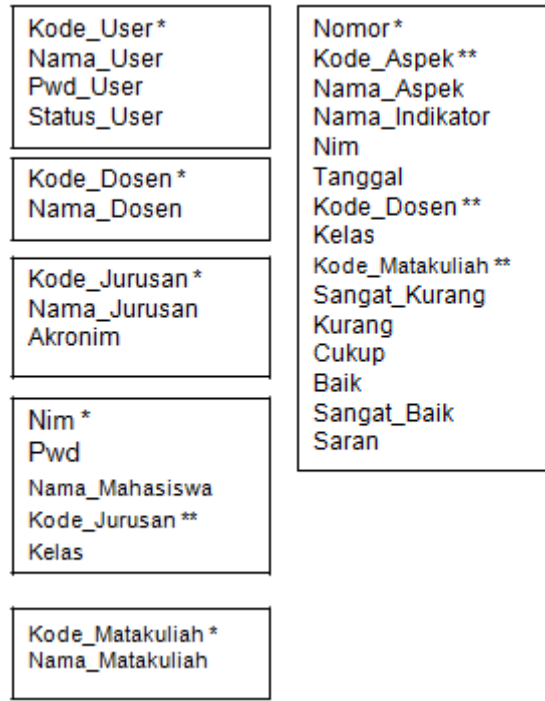 Kode_User *
Nama_User
Pwd_User
Status_User
Kode_Dosen *
Nama_Dosen
Kode_Jurusan *
Nama_Jurusan
Akronim
Nim *
Pwd
Nama_Mahasiswa
Kode_Jurusan **
Kelas
Kode_Matakuliah *
Nama_Matakuliah
Nomor *
Kode_Aspek **
Nama_Aspek
Nama_Indikator
Nim
Tanggal
Kode_Dosen **
Kelas
Kode_Matakuliah **
Sangat_Kurang
Kurang
Cukup
Baik
Sangat_Baik
Saran